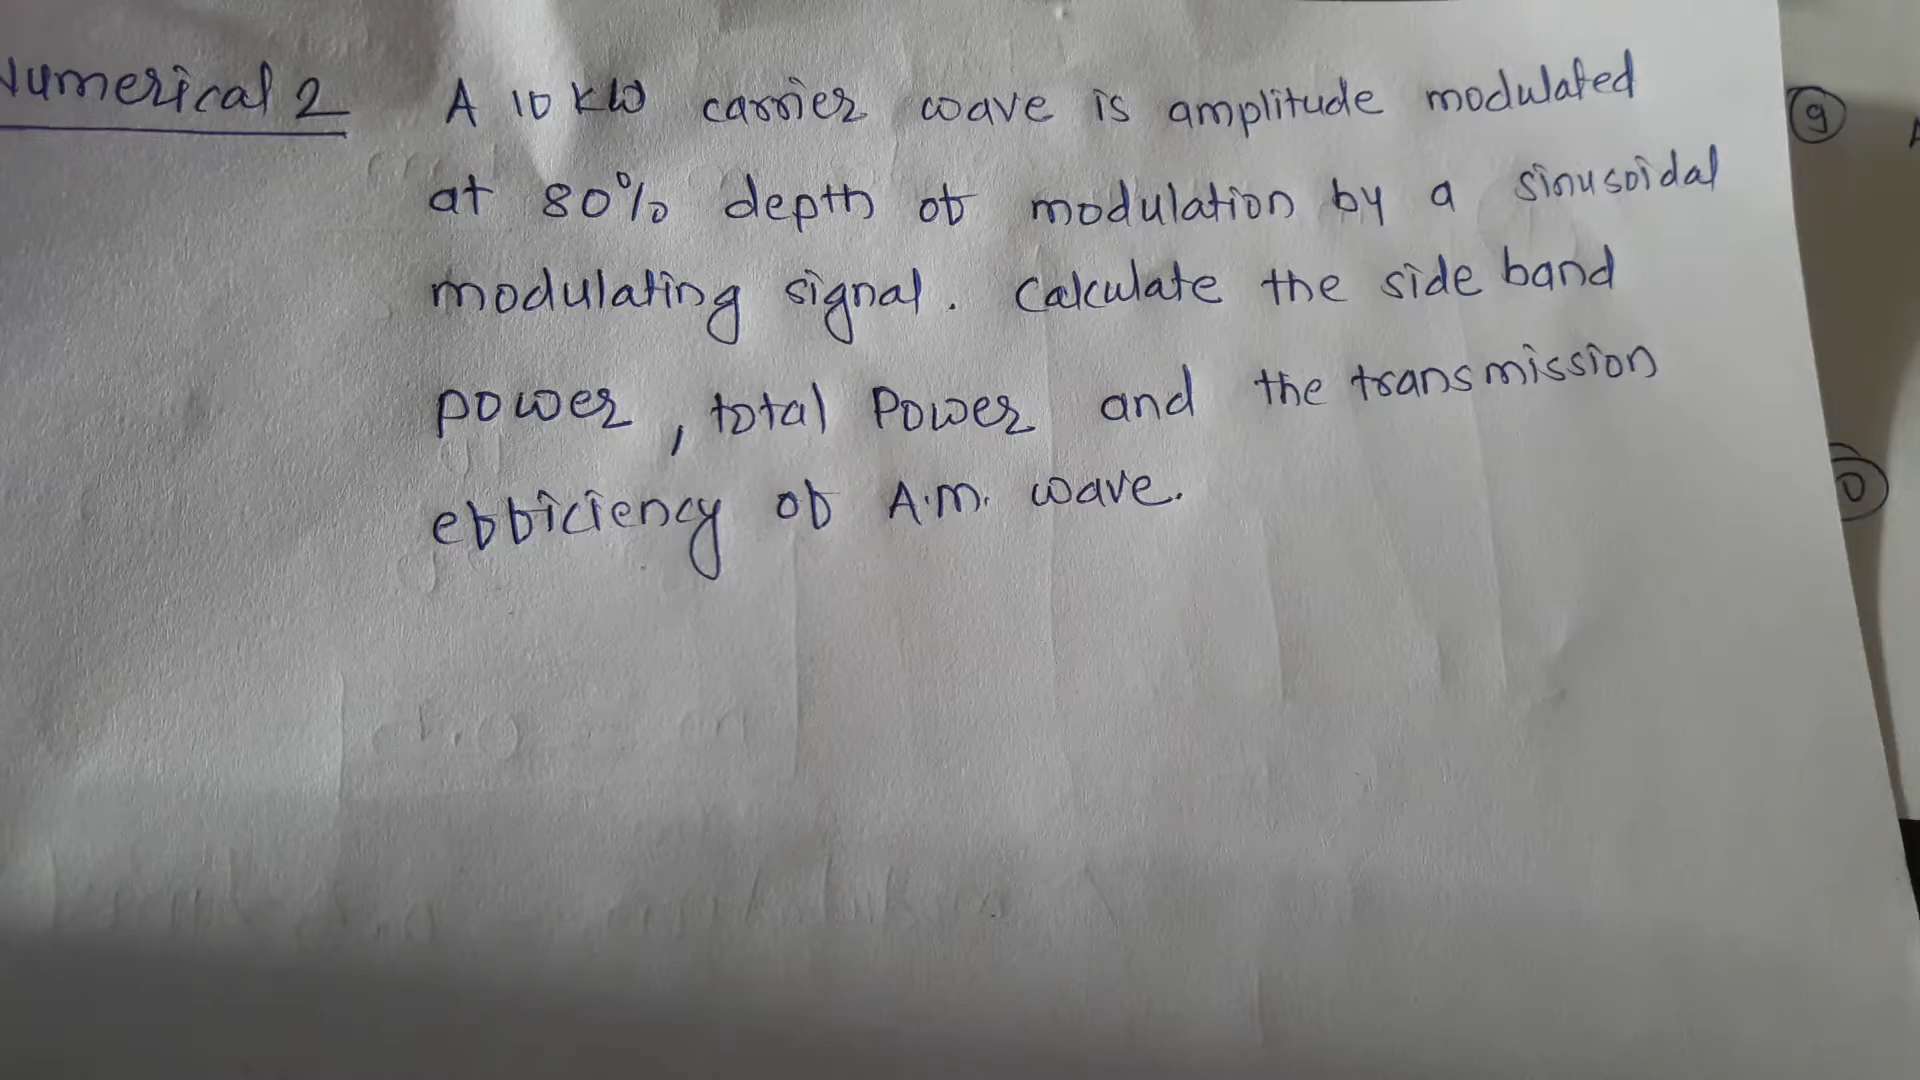 Numerical 2 A 10 kW carrier wave is amplitude modulated
at 80% depth of modulation by a sinusoidal
modulating signal. Calculate the side band
power, total Power and the transmission
efficiency of A.M. wave.
9